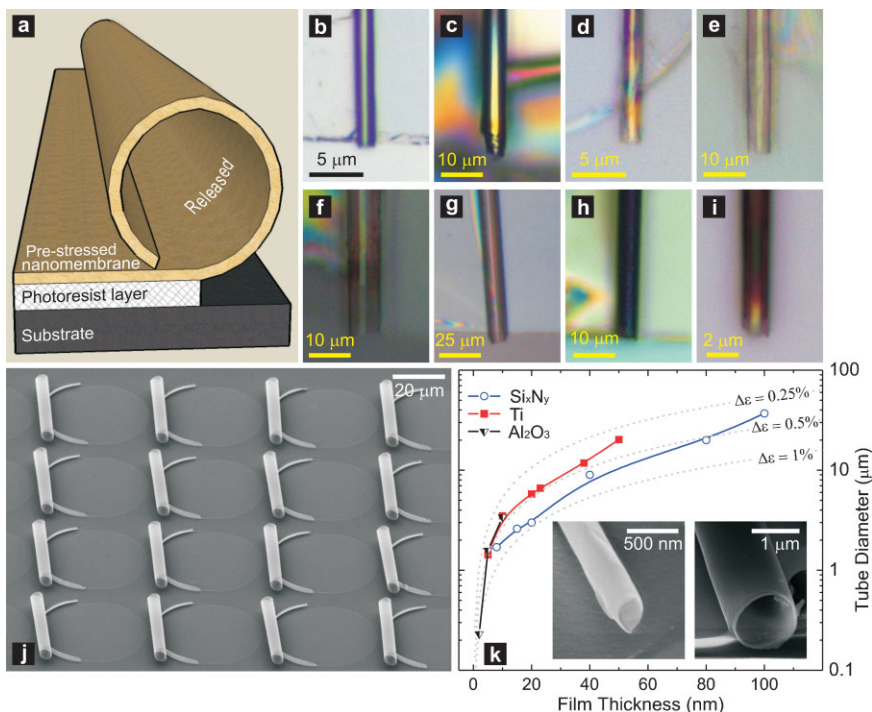 a
Released
Pre-stressed
nanomembrane
Photoresist layer
Substrate
b
5 μm
c
10 μm
d
5 μm
e
10 μm
f
10 μm
g
25 μm
h
10 μm
i
2 μm
j
20 μm
k
SiₓNᵧ
Ti
Al₂O₃
Δε = 0.25%
Δε = 0.5%
Δε = 1%
500 nm
1 μm
100
10
1
0.1
Tube Diameter (μm)
0 20 40 60 80 100
Film Thickness (nm)